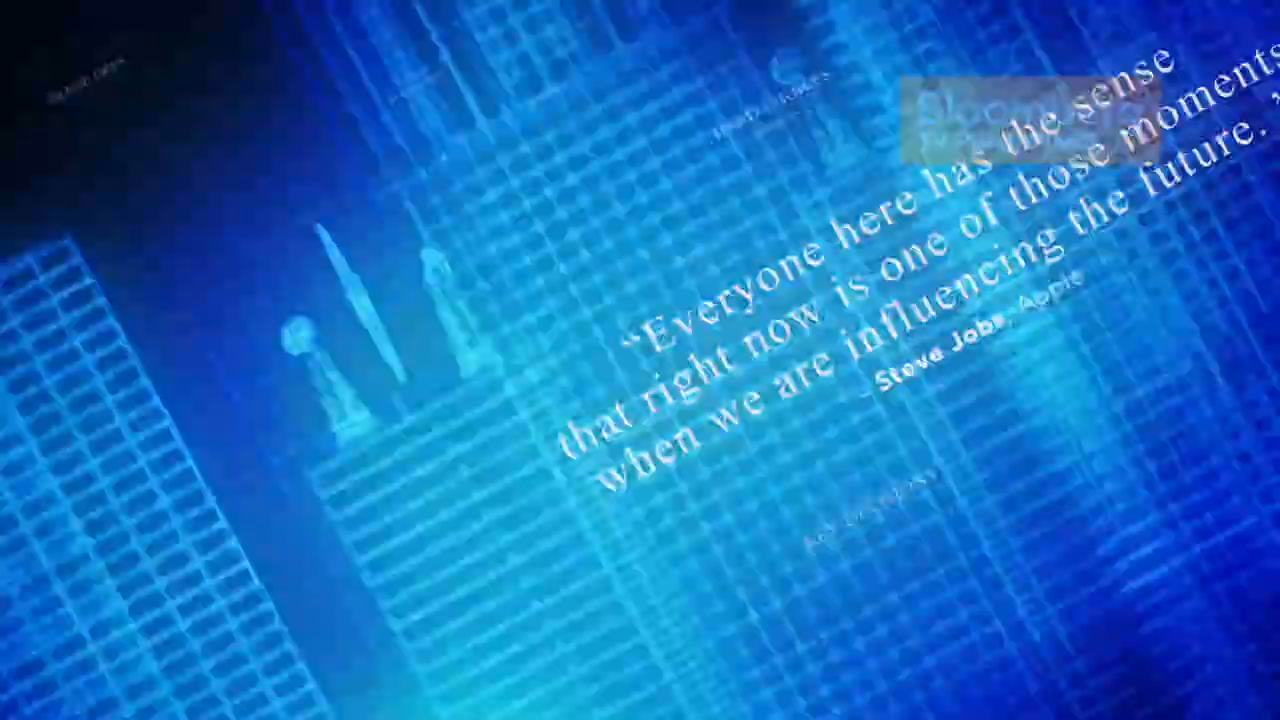 Bloomberg
“Everyone here has the sense
that right now is one of those moments
when we are influencing the future.”
Steve Jobs, Apple